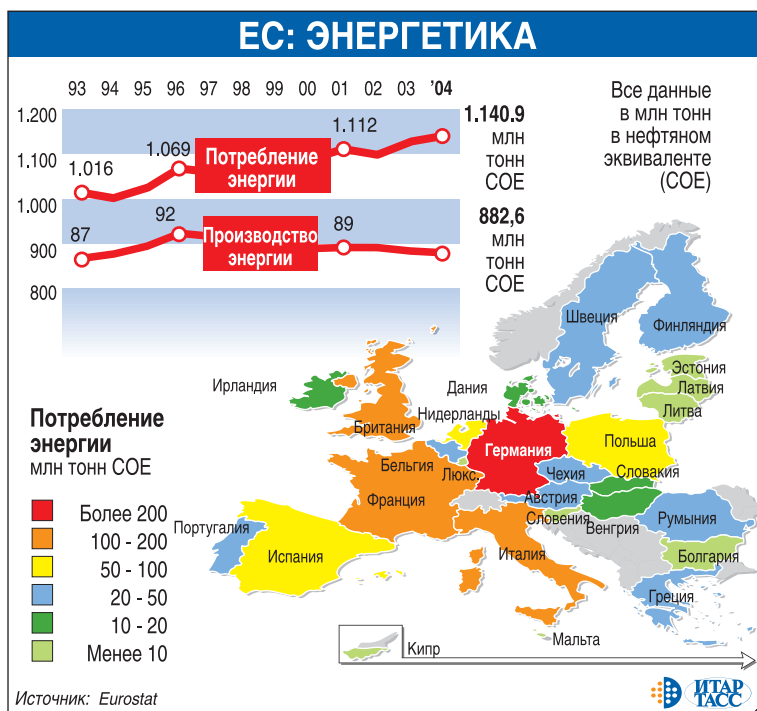 ЕС: ЭНЕРГЕТИКА
93 94 95 96 97 98 99 00 01 02 03 '04
1.200
1.100
1.000
900
800
1.016
1.069
1.112
1.140.9
млн
тонн
СОЕ
Потребление
энергии
87
92
89
882,6
млн
тонн
СОЕ
Производство
энергии
Все данные
в млн тонн
в нефтяном
эквиваленте
(СОЕ)
Швеция
Финляндия
Эстония
Латвия
Литва
Ирландия
Дания
Нидерланды
Британия
Германия
Польша
Бельгия
Люкс.
Чехия
Словакия
Франция
Австрия
Словения
Венгрия
Румыния
Португалия
Испания
Италия
Болгария
Греция
Мальта
Кипр
Потребление
энергии
млн тонн СОЕ
Более 200
100 - 200
50 - 100
20 - 50
10 - 20
Менее 10
Источник: Eurostat
ИТАР
ТАСС